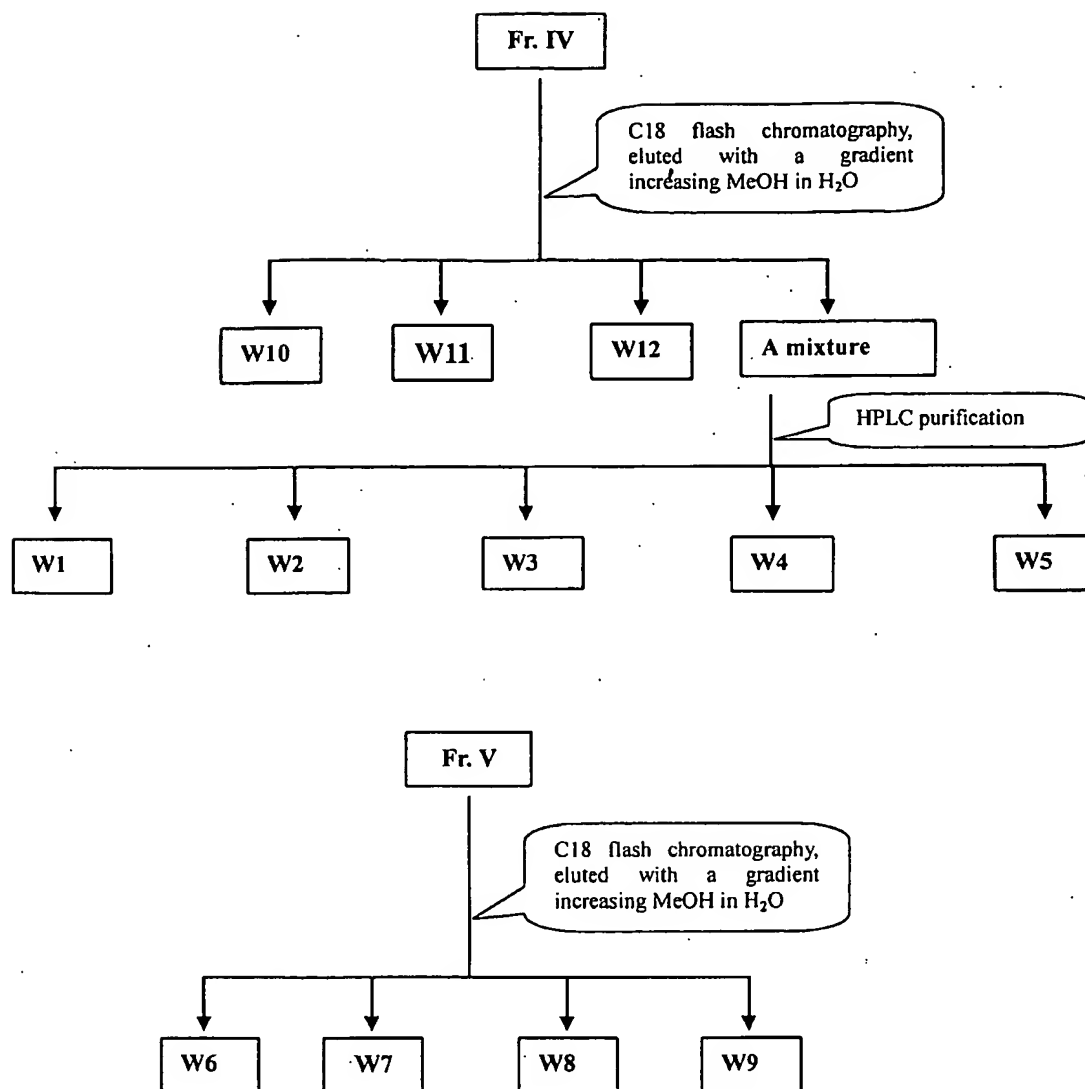 Fr. IV
C18 flash chromatography,
eluted with a gradient
increasing MeOH in H₂O
W10
W11
W12
A mixture
HPLC purification
W1
W2
W3
W4
W5
Fr. V
C18 flash chromatography,
eluted with a gradient
increasing MeOH in H₂O
W6
W7
W8
W9